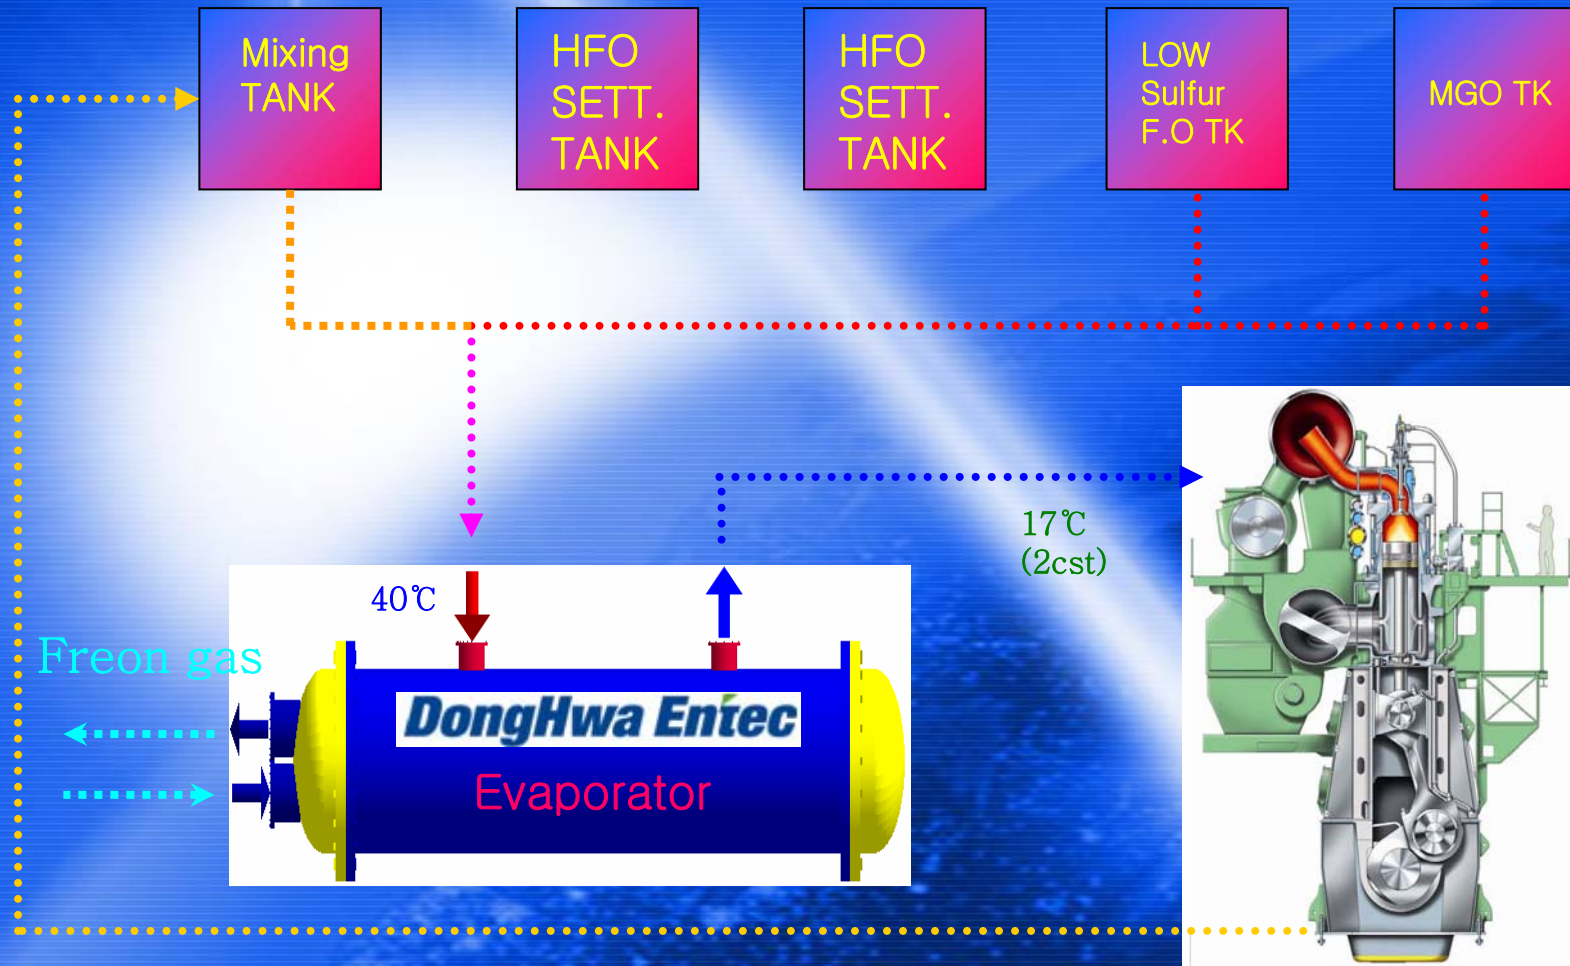 Mixing
TANK
HFO
SETT.
TANK
HFO
SETT.
TANK
LOW
Sulfur
F.O TK
MGO TK
17℃
(2cst)
40℃
Freon gas
DongHwa Entec
Evaporator